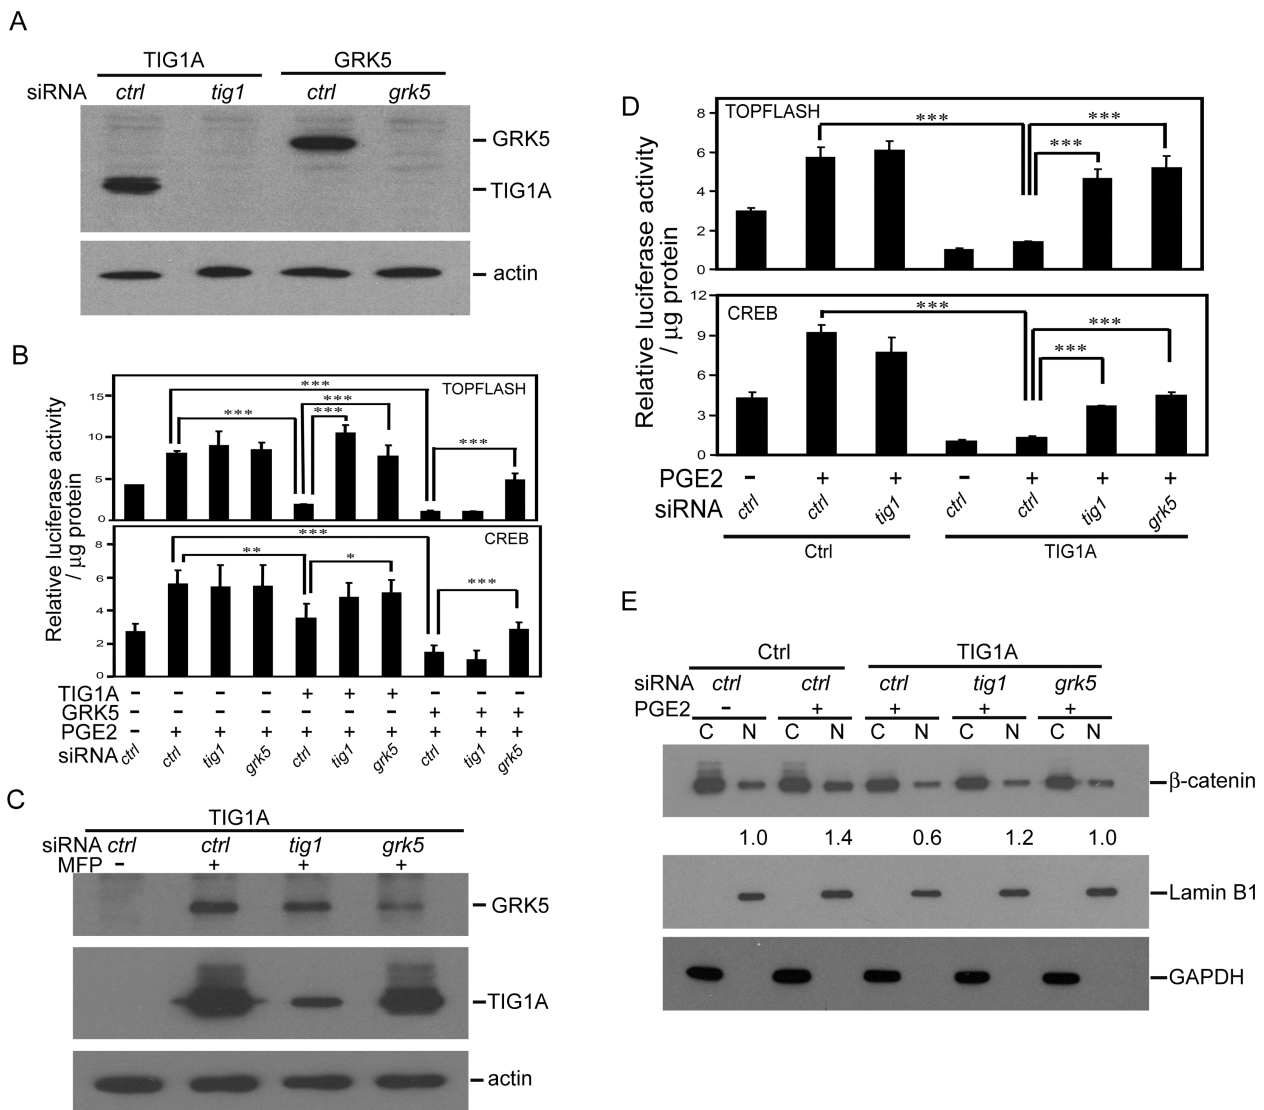 A
TIG1A GRK5
siRNA ctrl tig1 ctrl grk5
GRK5
TIG1A
actin
B
Relative luciferase activity
/ µg protein
TOPFLASH
15
10
5
0
***
***
***
***
***
CREB
8
6
4
2
0
***
**
*
***
TIG1A – – – – + + + – – –
GRK5 – – – – – – – + + +
PGE2 – + + + + + + + + +
siRNA ctrl ctrl tig1 grk5 ctrl tig1 grk5 ctrl tig1 grk5
C
TIG1A
siRNA ctrl ctrl tig1 grk5
MFP – + + +
GRK5
TIG1A
actin
D
Relative luciferase activity
/ µg protein
TOPFLASH
8
6
4
2
0
***
***
***
CREB
12
9
6
3
0
***
***
***
PGE2 – + + – + + +
siRNA ctrl ctrl tig1 ctrl ctrl tig1 grk5
Ctrl TIG1A
E
Ctrl TIG1A
siRNA ctrl ctrl ctrl tig1 grk5
PGE2 – + + + +
C N C N C N C N C N
β-catenin
1.0 1.4 0.6 1.2 1.0
Lamin B1
GAPDH